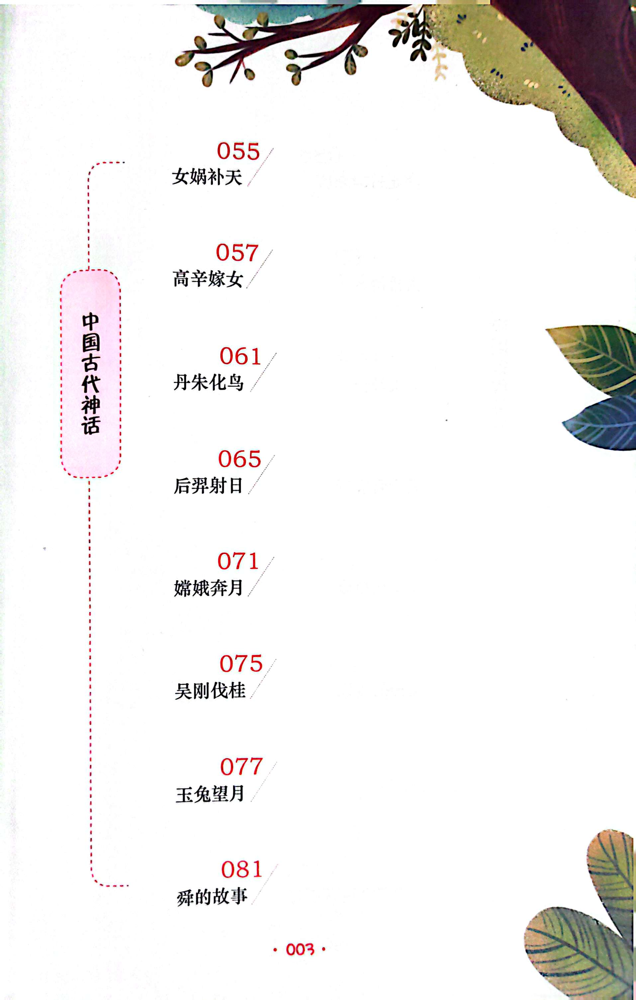 中国古代神话
055
女娲补天
057
高辛嫁女
061
丹朱化鸟
065
后羿射日
071
嫦娥奔月
075
吴刚伐桂
077
玉兔望月
081
舜的故事
· 003 ·